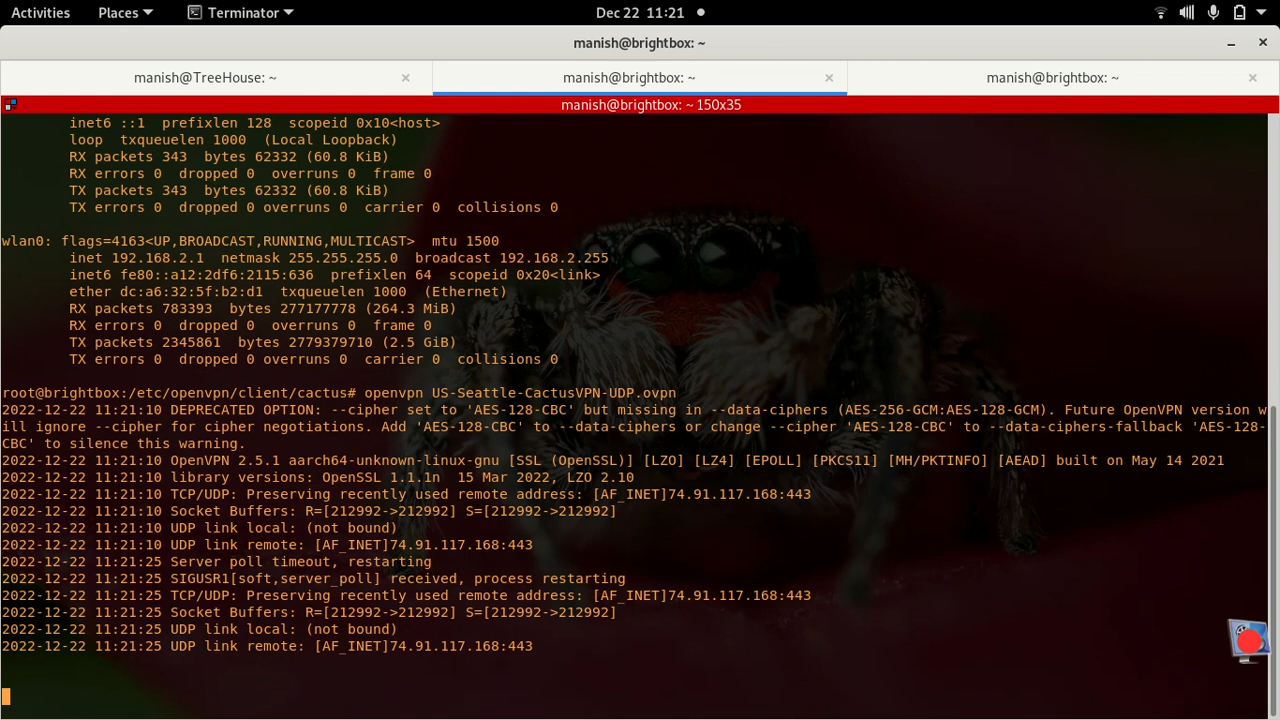 Activities Places Terminator Dec 22 11:21
manish@brightbox: ~
manish@TreeHouse: ~ manish@brightbox: ~ manish@brightbox: ~
manish@brightbox: ~ 150x35
inet6 ::1 prefixlen 128 scopeid 0x10<host>
loop txqueuelen 1000 (Local Loopback)
RX packets 343 bytes 62332 (60.8 KiB)
RX errors 0 dropped 0 overruns 0 frame 0
TX packets 343 bytes 62332 (60.8 KiB)
TX errors 0 dropped 0 overruns 0 carrier 0 collisions 0
wlan0: flags=4163<UP,BROADCAST,RUNNING,MULTICAST> mtu 1500
inet 192.168.2.1 netmask 255.255.255.0 broadcast 192.168.2.255
inet6 fe80::a12:2df6:2115:636 prefixlen 64 scopeid 0x20<link>
ether dc:a6:32:5f:b2:d1 txqueuelen 1000 (Ethernet)
RX packets 783393 bytes 277177778 (264.3 MiB)
RX errors 0 dropped 0 overruns 0 frame 0
TX packets 2345861 bytes 2779379710 (2.5 GiB)
TX errors 0 dropped 0 overruns 0 carrier 0 collisions 0
root@brightbox:/etc/openvpn/client/cactus# openvpn US-Seattle-CactusVPN-UDP.ovpn
2022-12-22 11:21:10 DEPRECATED OPTION: --cipher set to 'AES-128-CBC' but missing in --data-ciphers (AES-256-GCM:AES-128-GCM). Future OpenVPN version w
ill ignore --cipher for cipher negotiations. Add 'AES-128-CBC' to --data-ciphers or change --cipher 'AES-128-CBC' to --data-ciphers-fallback 'AES-128-
CBC' to silence this warning.
2022-12-22 11:21:10 OpenVPN 2.5.1 aarch64-unknown-linux-gnu [SSL (OpenSSL)] [LZO] [LZ4] [EPOLL] [PKCS11] [MH/PKTINFO] [AEAD] built on May 14 2021
2022-12-22 11:21:10 library versions: OpenSSL 1.1.1n 15 Mar 2022, LZO 2.10
2022-12-22 11:21:10 TCP/UDP: Preserving recently used remote address: [AF_INET]74.91.117.168:443
2022-12-22 11:21:10 Socket Buffers: R=[212992->212992] S=[212992->212992]
2022-12-22 11:21:10 UDP link local: (not bound)
2022-12-22 11:21:10 UDP link remote: [AF_INET]74.91.117.168:443
2022-12-22 11:21:25 Server poll timeout, restarting
2022-12-22 11:21:25 SIGUSR1[soft,server_poll] received, process restarting
2022-12-22 11:21:25 TCP/UDP: Preserving recently used remote address: [AF_INET]74.91.117.168:443
2022-12-22 11:21:25 Socket Buffers: R=[212992->212992] S=[212992->212992]
2022-12-22 11:21:25 UDP link local: (not bound)
2022-12-22 11:21:25 UDP link remote: [AF_INET]74.91.117.168:443